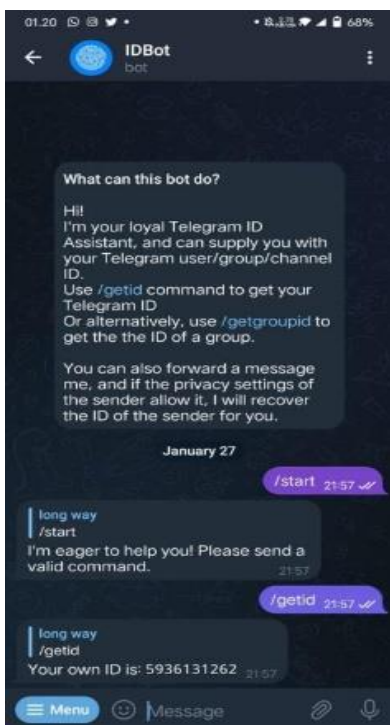 01.20
68%
IDBot
bot
What can this bot do?
Hi!
I'm your loyal Telegram ID
Assistant, and can supply you with
your Telegram user/group/channel
ID.
Use /getid command to get your
Telegram ID
Or alternatively, use /getgroupid to
get the the ID of a group.
You can also forward a message
me, and if the privacy settings of
the sender allow it, I will recover
the ID of the sender for you.
January 27
/start 21:57
long way
/start
I'm eager to help you! Please send a
valid command.
21:57
/getid 21:57
long way
/getid
Your own ID is: 5936131262 21:57
Menu
Message